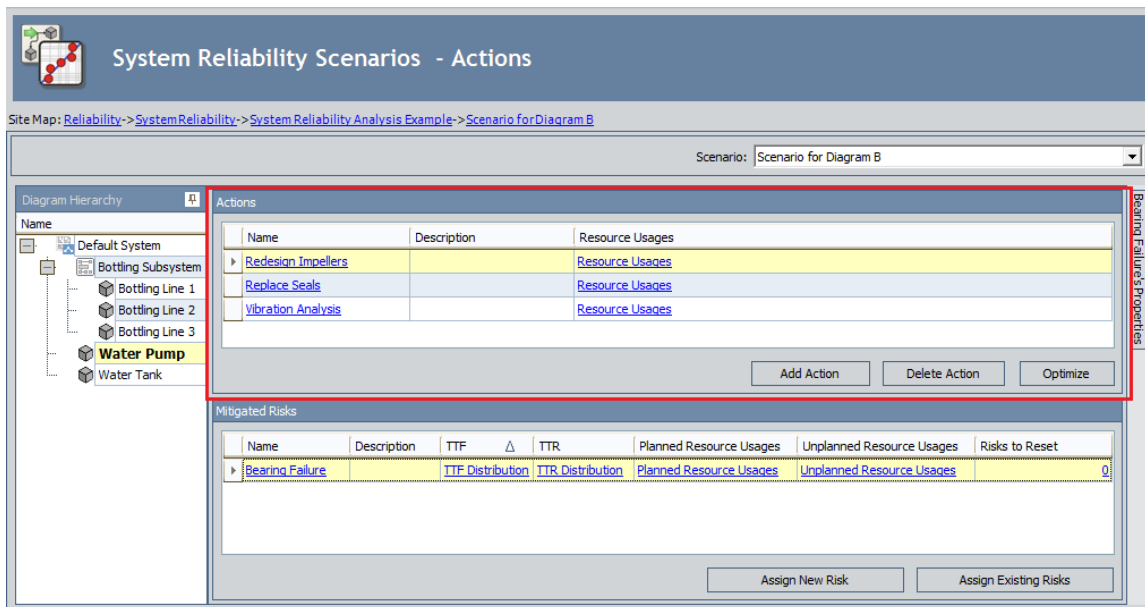 System Reliability Scenarios - Actions
Site Map: Reliability->System Reliability->System Reliability Analysis Example->Scenario for Diagram B
Scenario: Scenario for Diagram B
Diagram Hierarchy
Name
Default System
Bottling Subsystem
Bottling Line 1
Bottling Line 2
Bottling Line 3
Water Pump
Water Tank
Actions
Name Description Resource Usages
Redesign Impellers Resource Usages
Replace Seals Resource Usages
Vibration Analysis Resource Usages
Add Action Delete Action Optimize
Mitigated Risks
Name Description TTF TTR Planned Resource Usages Unplanned Resource Usages Risks to Reset
Bearing Failure TTF Distribution TTR Distribution Planned Resource Usages Unplanned Resource Usages 0
Assign New Risk Assign Existing Risks
Bearing Failure's Properties